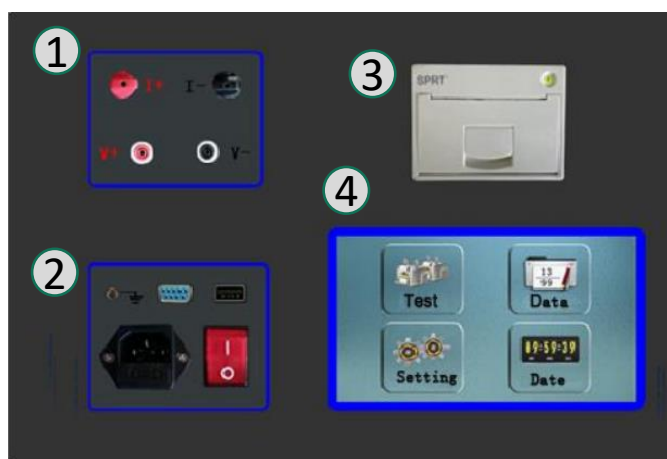 1
I+ I-
V+ V-
2
I
O
3
SPRT
4
Test
13
99
Data
Setting
09:59:39
Date